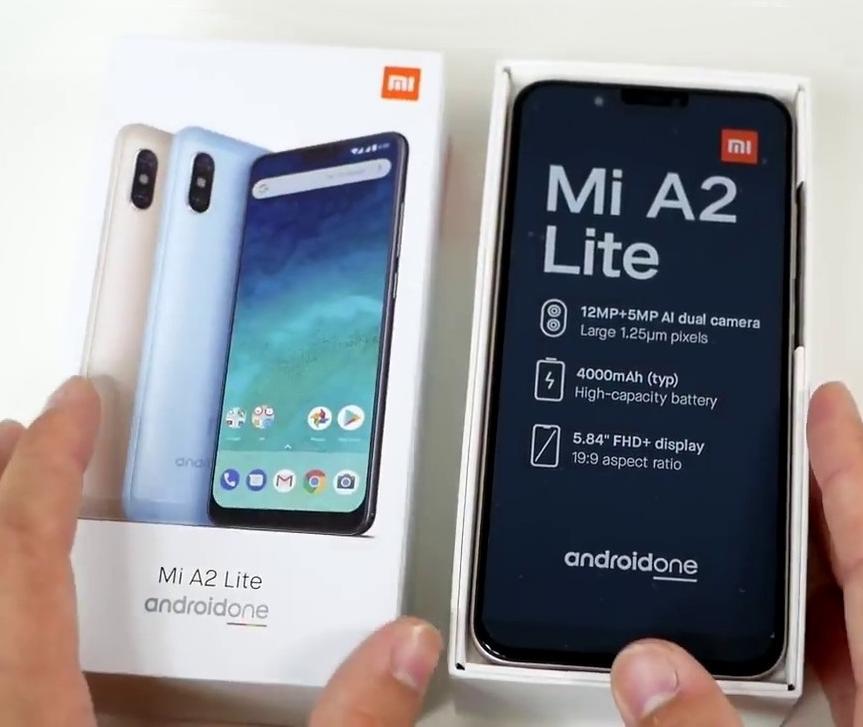 mi
Mi A2 Lite
androidone
mi
Mi A2
Lite
12MP+5MP AI dual camera
Large 1.25μm pixels
4000mAh (typ)
High-capacity battery
5.84" FHD+ display
19:9 aspect ratio
androidone